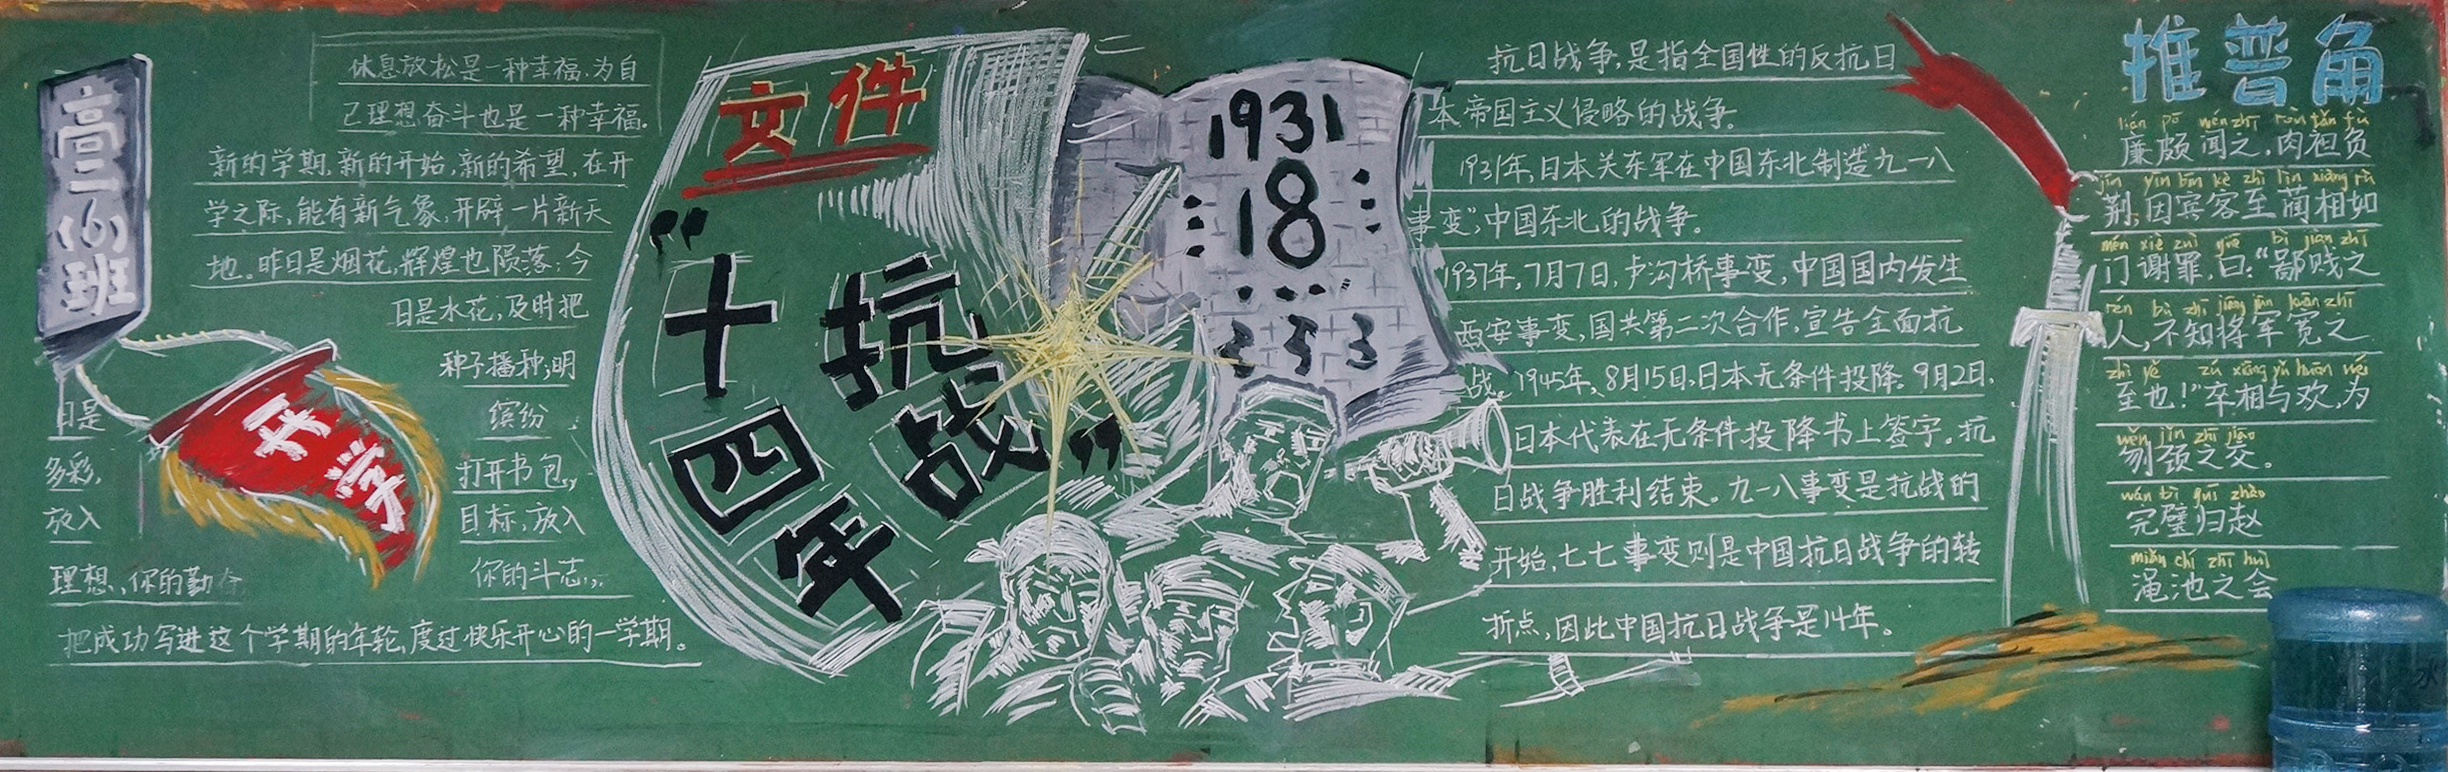 高一
(6)
班
休息放松是一种幸福,为自
己理想奋斗也是一种幸福。
新的学期,新的开始,新的希望,在开
学之际,能有新气象,开辟一片新天
地。昨日是烟花,辉煌也陨落;今
日是水花,及时把
种子播种;明
日是 缤纷
多彩, 打开书包,
放入 目标,放入
理想,你的勤奋 你的斗志,
把成功写进这个学期的年轮,度过快乐开心的一学期。
开学
文件
“十四年
抗战”
1931
18
抗日战争,是指全国性的反抗日
本帝国主义侵略的战争。
1931年,日本关东军在中国东北制造九一八
事变”,中国东北的战争。
1937年,7月7日,卢沟桥事变,中国国内发生
西安事变,国共第二次合作,宣告全面抗
战。1945年,8月15日,日本无条件投降。9月2日,
日本代表在无条件投降书上签字。抗
日战争胜利结束。九一八事变是抗战的
开始,七七事变则是中国抗日战争的转
折点,因此中国抗日战争是14年。
推普角
lián pō wén zhī ròu tǎn fù
廉颇闻之,肉袒负
jīn yīn bīn kè zhì lìn xiāng rú
荆,因宾客至蔺相如
mén xiè zuì yuē bǐ jiàn zhī
门谢罪,曰:“鄙贱之
rén bù zhī jiāng jūn kuān zhī
人,不知将军宽之
zhì yě zú xiāng yǔ huān wéi
至也!”卒相与欢,为
wěn jǐn zhī jiāo
刎颈之交。
wán bì guī zhào
完璧归赵
miǎn chí zhī huì
渑池之会